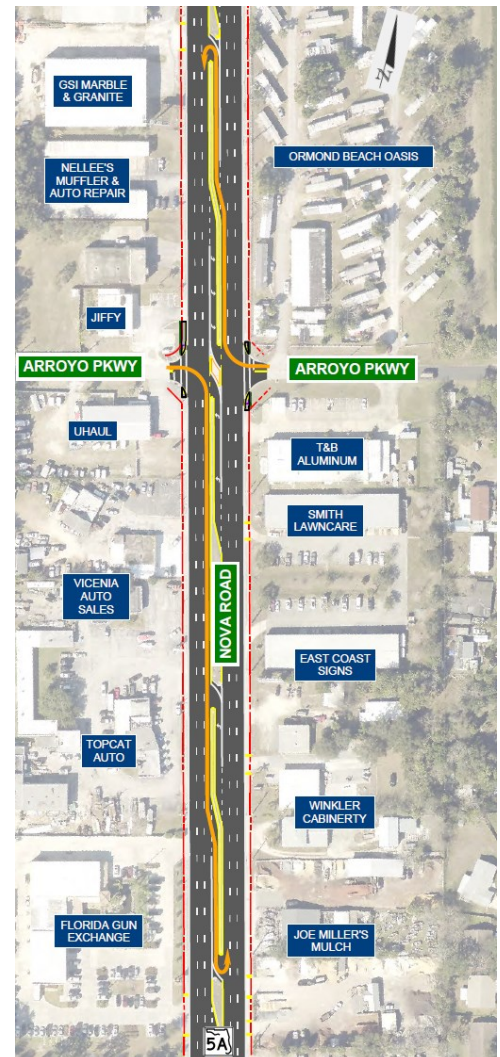 GSI MARBLE
& GRANITE
NELLEE'S
MUFFLER &
AUTO REPAIR
ORMOND BEACH OASIS
JIFFY
ARROYO PKWY
ARROYO PKWY
UHAUL
T&B
ALUMINUM
SMITH
LAWNCARE
NOVA ROAD
VICENIA
AUTO
SALES
EAST COAST
SIGNS
TOPCAT
AUTO
WINKLER
CABINERTY
FLORIDA GUN
EXCHANGE
JOE MILLER'S
MULCH
5A